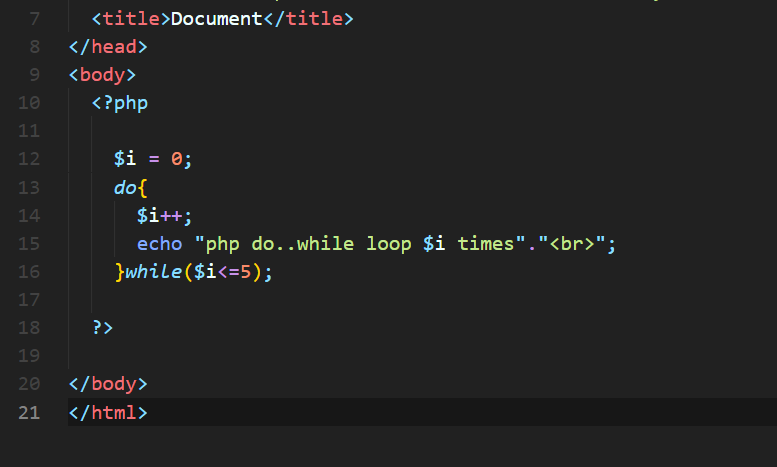 7 <title>Document</title>
8 </head>
9 <body>
10 <?php
11
12 $i = 0;
13 do{
14 $i++;
15 echo "php do..while loop $i times"."<br>";
16 }while($i<=5);
17
18 ?>
19
20 </body>
21 </html>